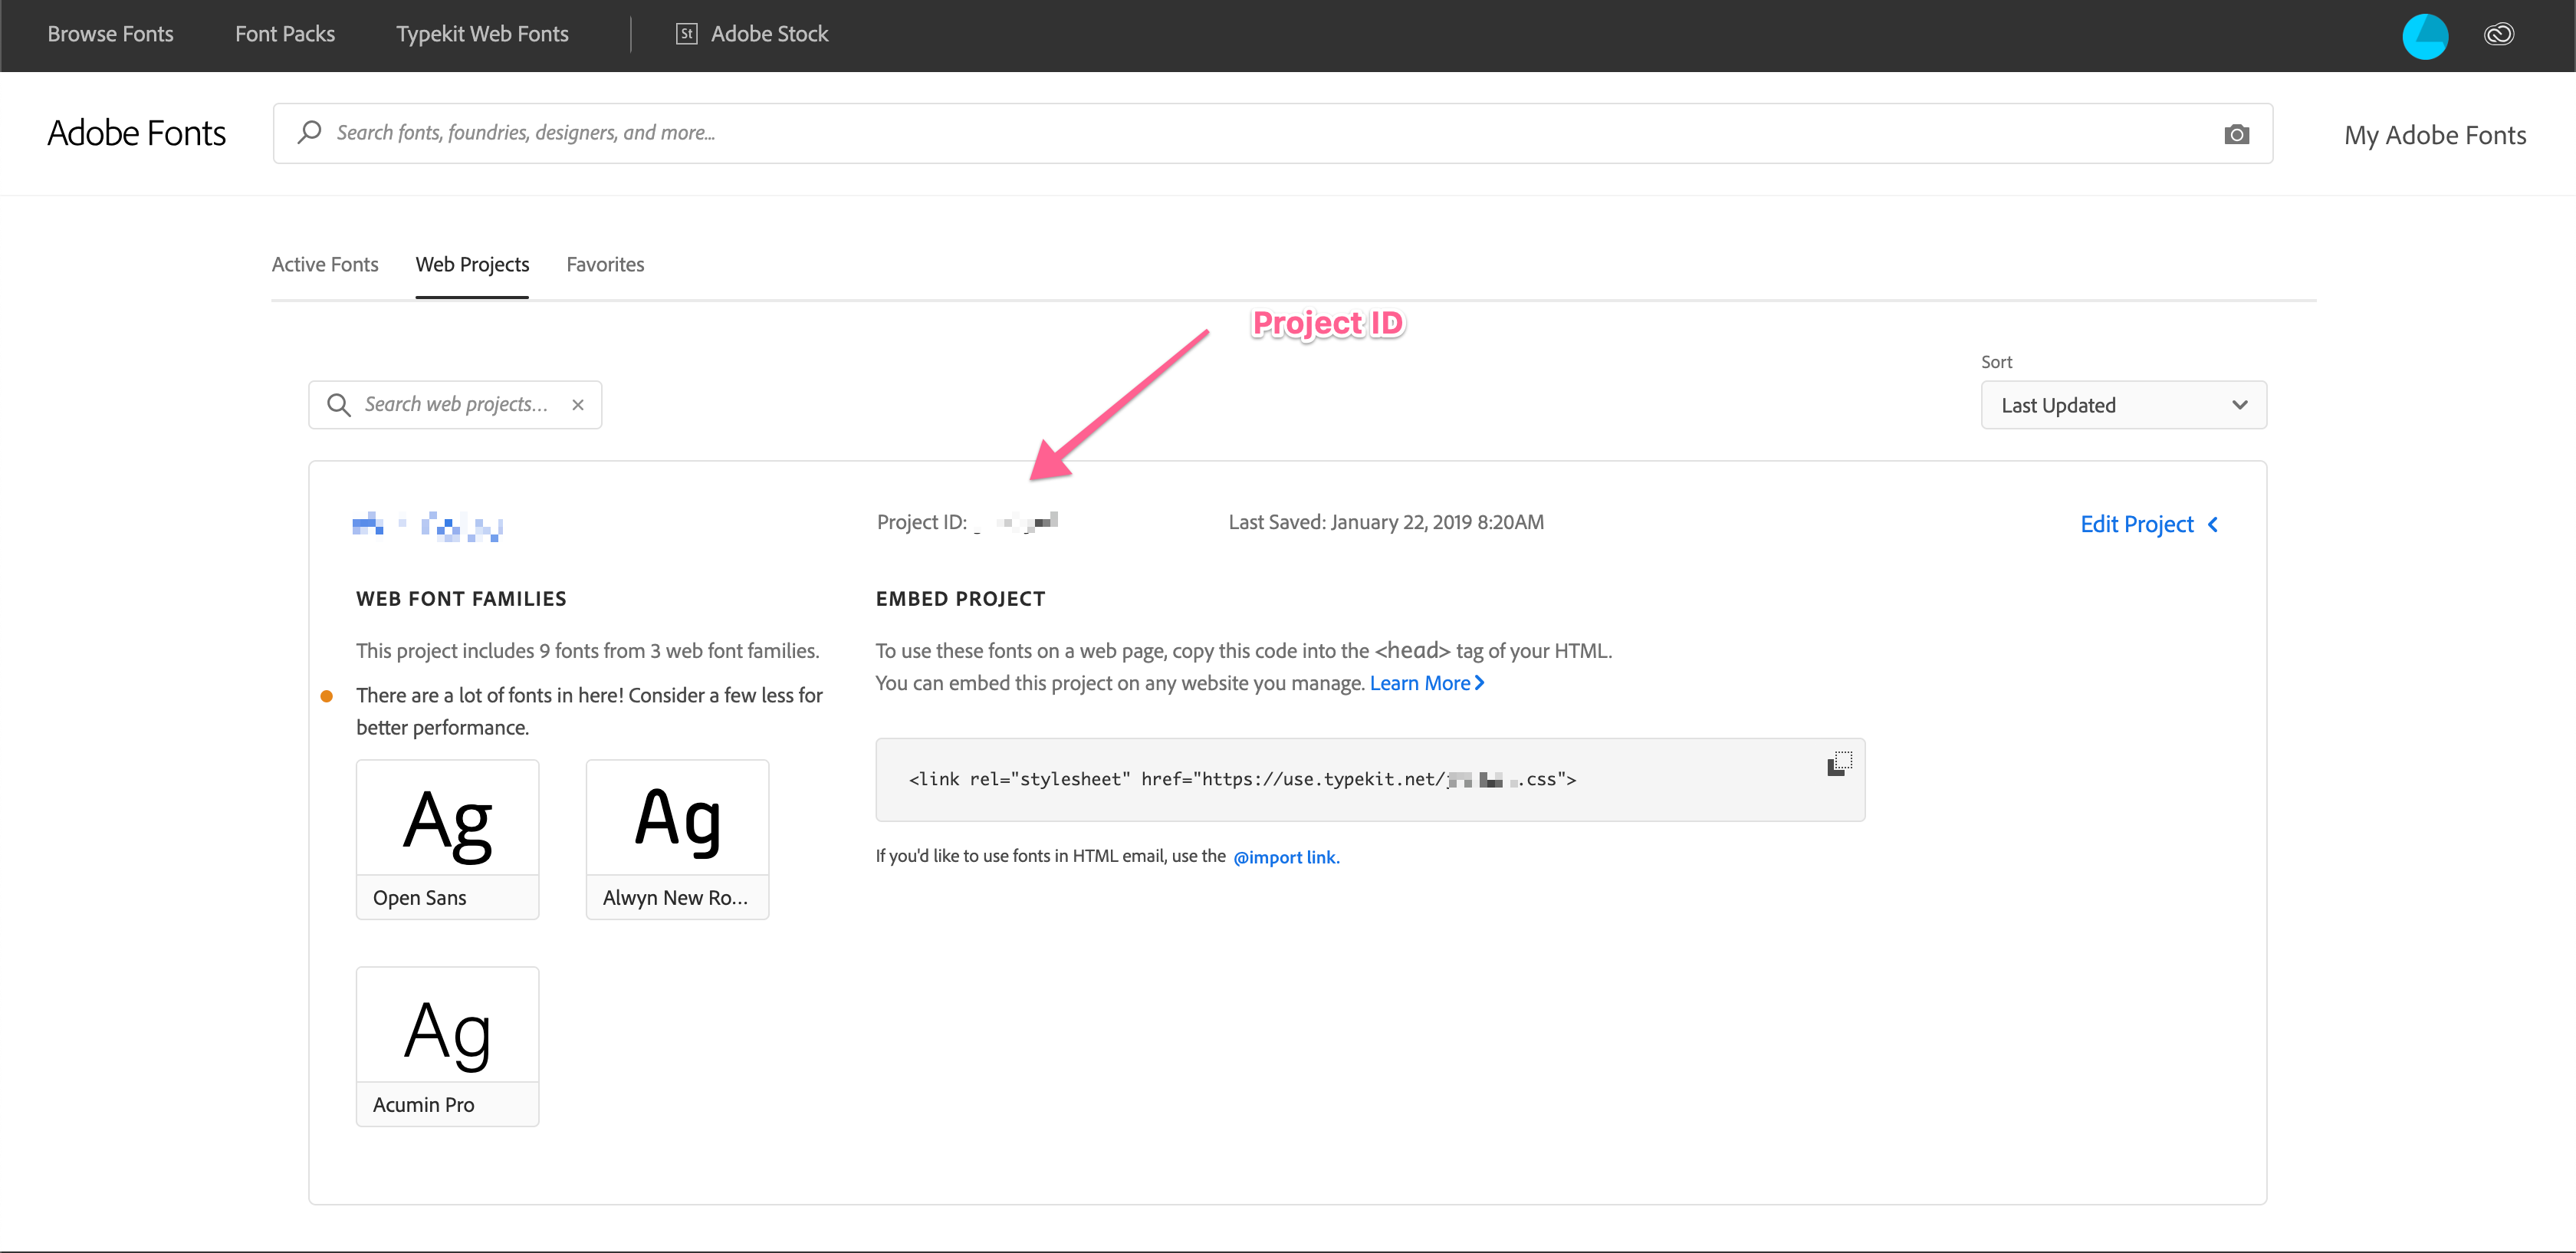 Browse Fonts Font Packs Typekit Web Fonts St Adobe Stock
Adobe Fonts Search fonts, foundries, designers, and more... My Adobe Fonts
Active Fonts Web Projects Favorites
Project ID
Sort
Search web projects... × Last Updated
Project ID: Last Saved: January 22, 2019 8:20AM Edit Project
WEB FONT FAMILIES
This project includes 9 fonts from 3 web font families.
There are a lot of fonts in here! Consider a few less for
better performance.
Ag
Open Sans
Ag
Alwyn New Ro...
Ag
Acumin Pro
EMBED PROJECT
To use these fonts on a web page, copy this code into the <head> tag of your HTML.
You can embed this project on any website you manage. Learn More
<link rel="stylesheet" href="https://use.typekit.net/ .css">
If you'd like to use fonts in HTML email, use the @import link.